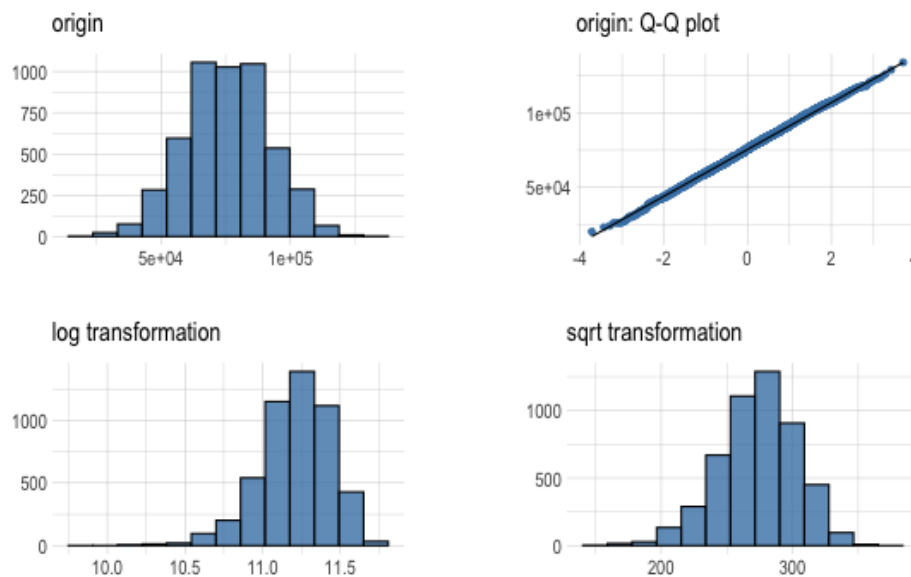 origin
1000
750
500
250
0
5e+04 1e+05
origin: Q-Q plot
1e+05
5e+04
-4 -2 0 2 4
log transformation
1000
500
0
10.0 10.5 11.0 11.5
sqrt transformation
1000
500
0
200 300